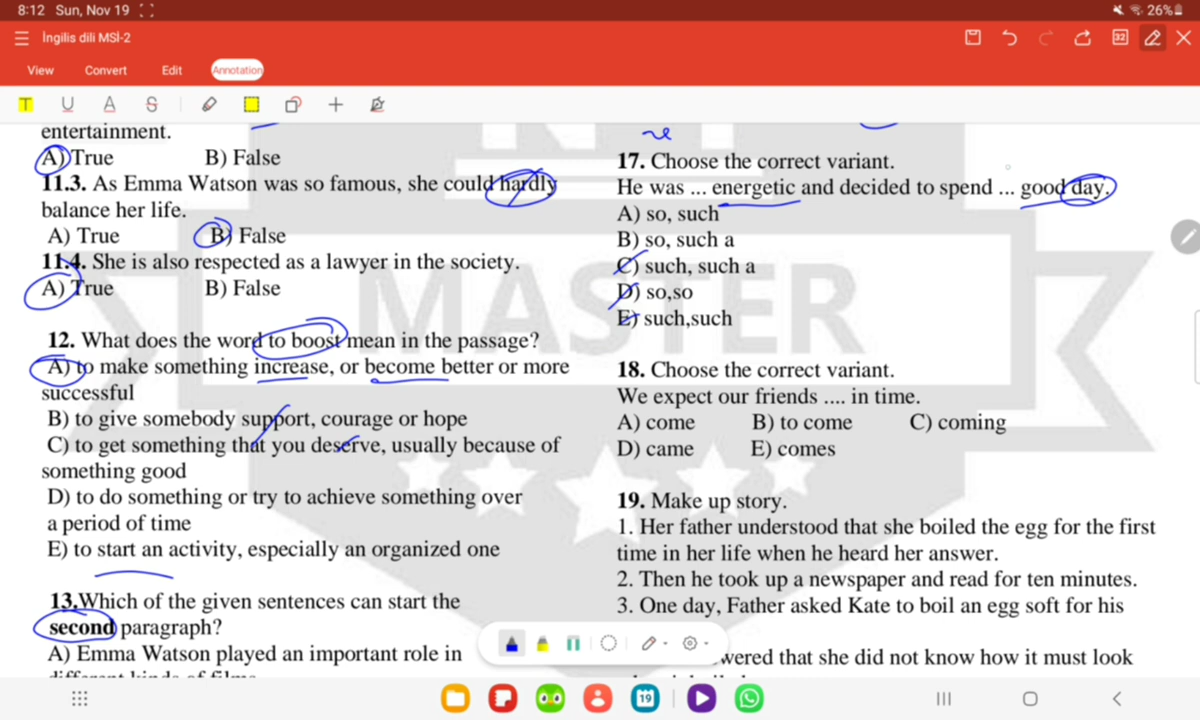 8:12 Sun, Nov 19
26%
İngilis dili MSİ-2
32
View Convert Edit Annotation
T U A S
entertainment.
A) True B) False
11.3. As Emma Watson was so famous, she could hardly
balance her life.
A) True B) False
11.4. She is also respected as a lawyer in the society.
A) True B) False
12. What does the word to boost mean in the passage?
A) to make something increase, or become better or more
successful
B) to give somebody support, courage or hope
C) to get something that you deserve, usually because of
something good
D) to do something or try to achieve something over
a period of time
E) to start an activity, especially an organized one
13.Which of the given sentences can start the
second paragraph?
A) Emma Watson played an important role in
17. Choose the correct variant.
He was ... energetic and decided to spend ... good day.
A) so, such
B) so, such a
C) such, such a
D) so,so
E) such,such
18. Choose the correct variant.
We expect our friends .... in time.
A) come B) to come C) coming
D) came E) comes
19. Make up story.
1. Her father understood that she boiled the egg for the first
time in her life when he heard her answer.
2. Then he took up a newspaper and read for ten minutes.
3. One day, Father asked Kate to boil an egg soft for his
wered that she did not know how it must look
MASTER
19